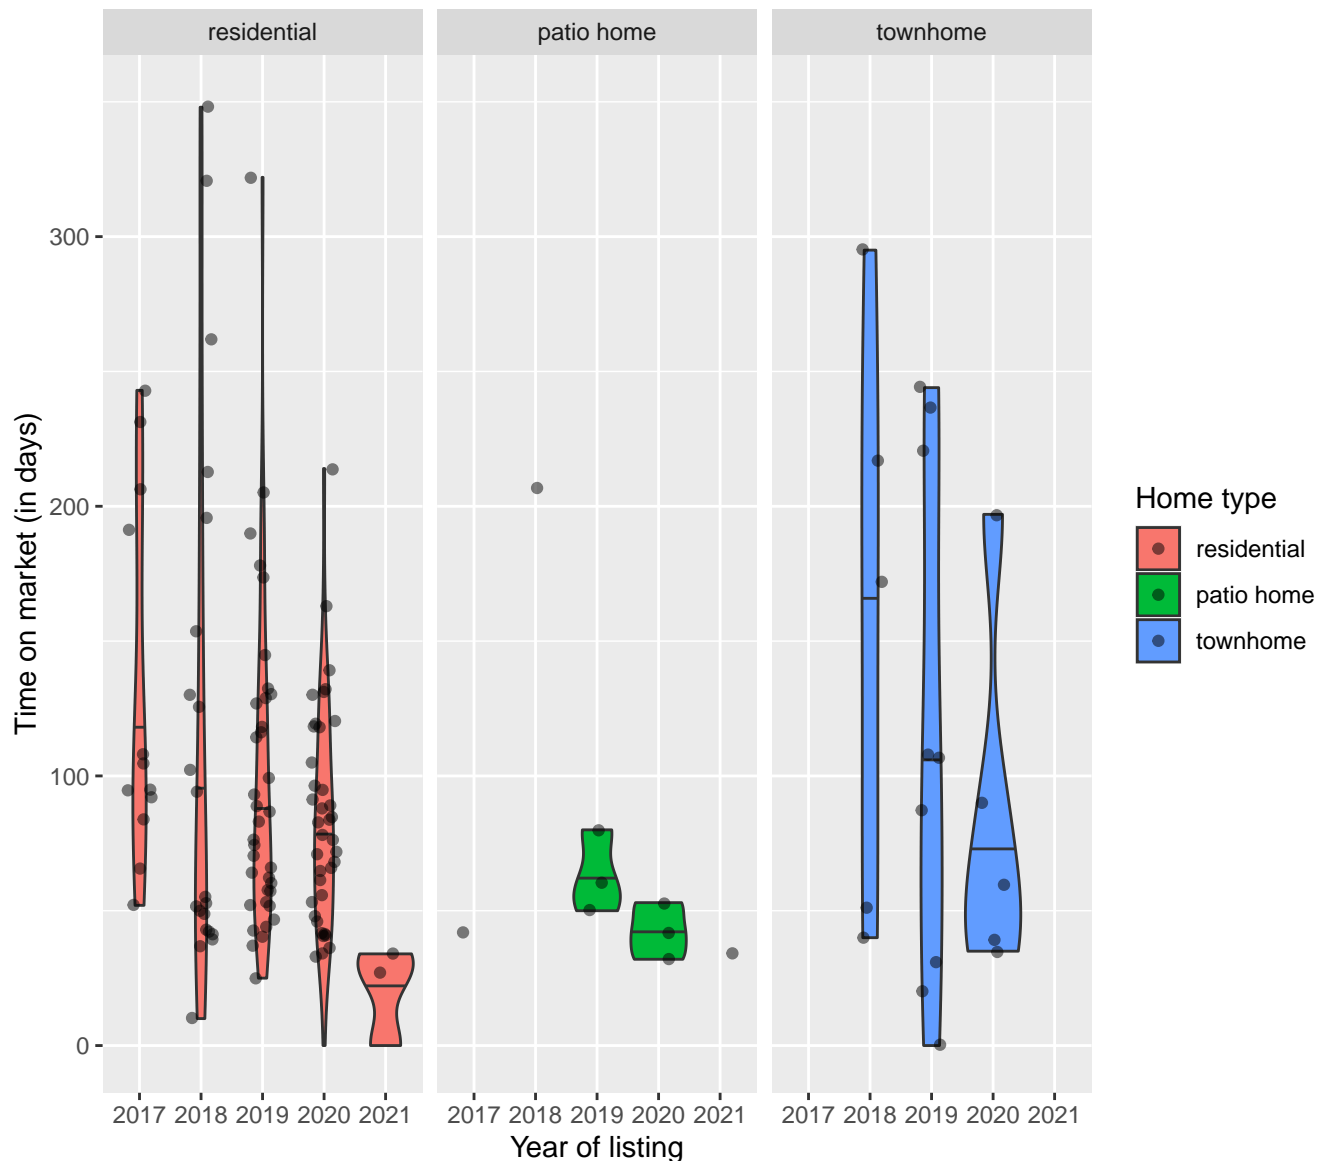 residential
patio home
townhome
Time on market (in days)
300
200
100
0
2017 2018 2019 2020 2021
2017 2018 2019 2020 2021
2017 2018 2019 2020 2021
Year of listing
Home type
residential
patio home
townhome